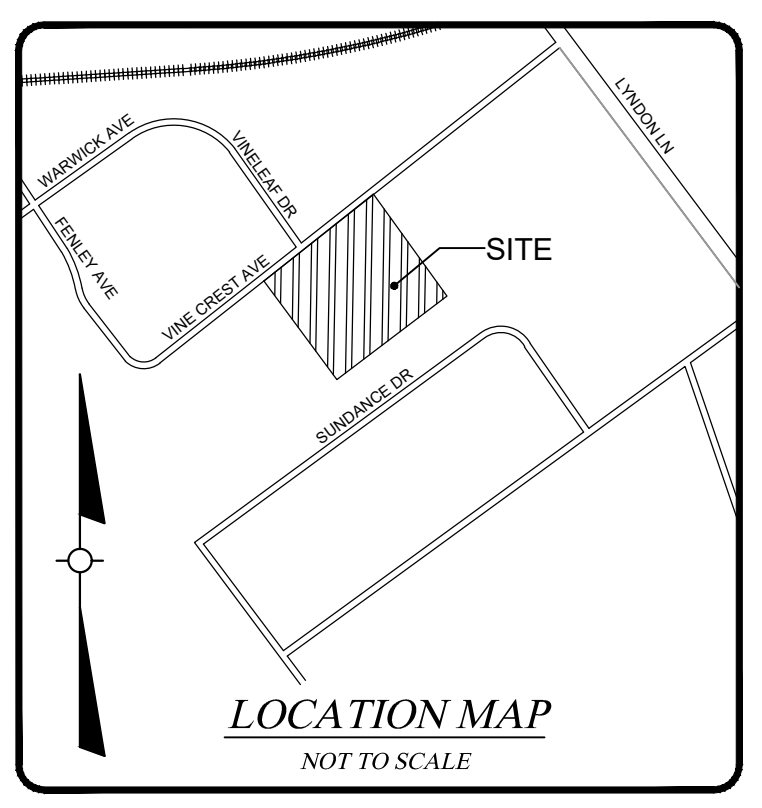 LYNDON LN
WARWICK AVE
VINELEAF DR
FENLEY AVE
SITE
VINE CREST AVE
SUNDANCE DR
LOCATION MAP
NOT TO SCALE